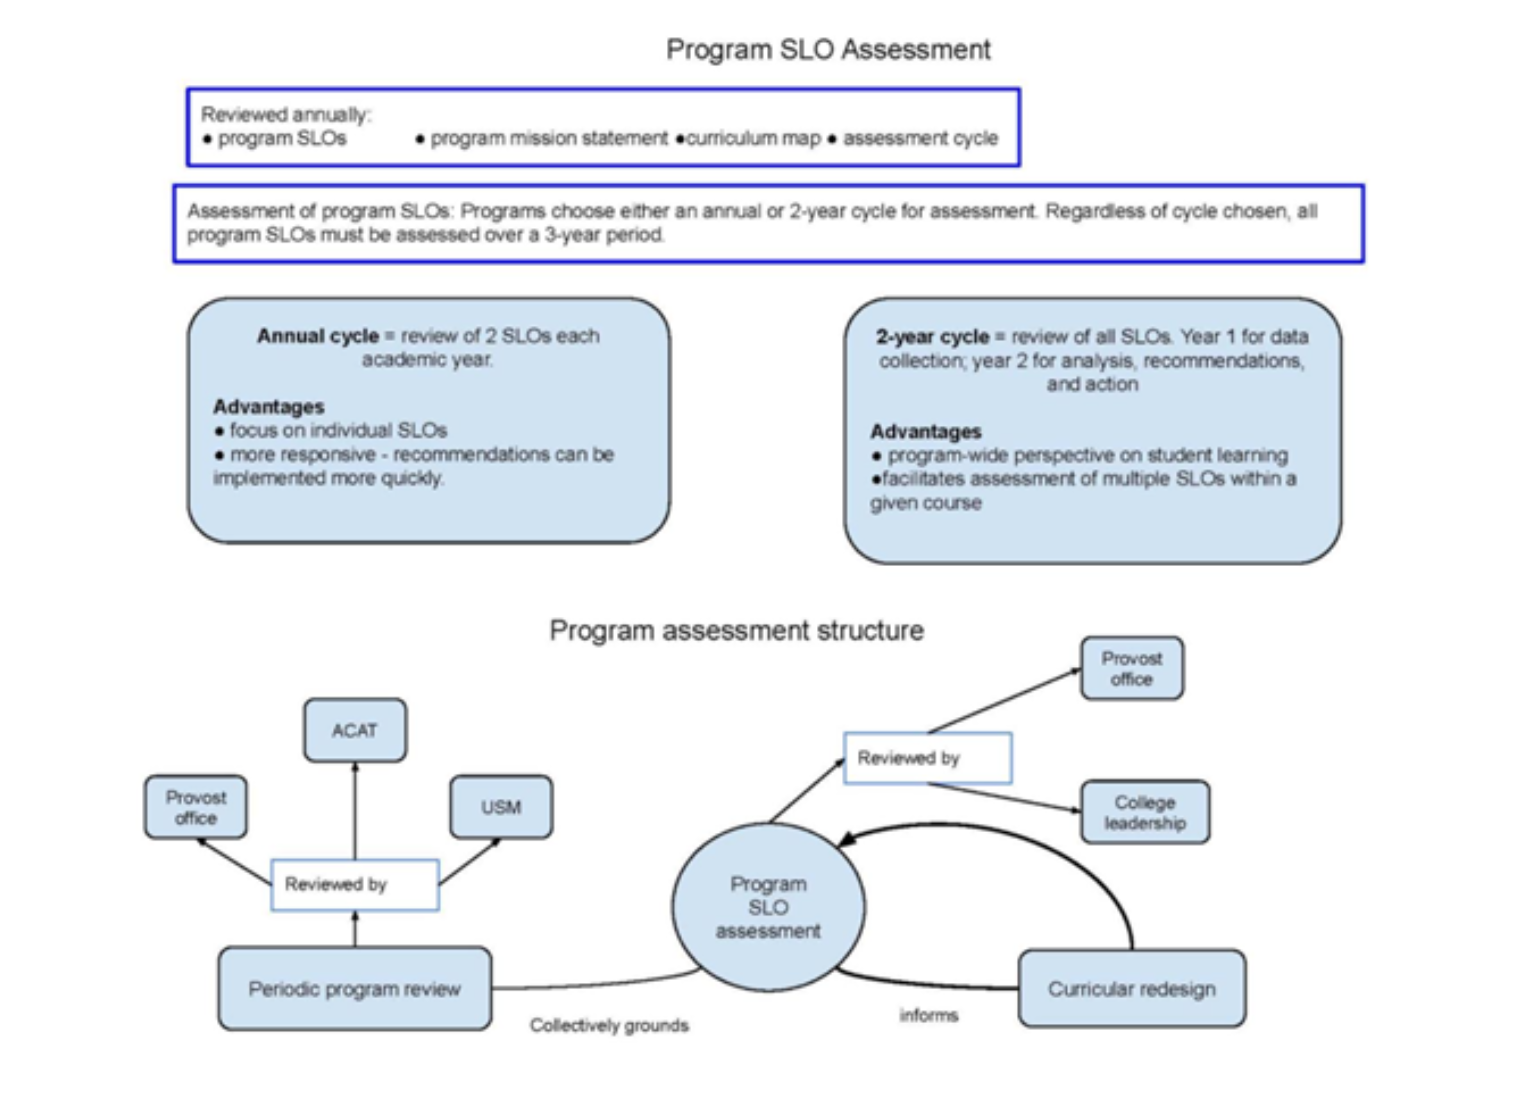 Program SLO Assessment
Reviewed annually:
● program SLOs ● program mission statement ●curriculum map ● assessment cycle
Assessment of program SLOs: Programs choose either an annual or 2-year cycle for assessment. Regardless of cycle chosen, all
program SLOs must be assessed over a 3-year period.
Annual cycle = review of 2 SLOs each
academic year.
Advantages
● focus on individual SLOs
● more responsive - recommendations can be
implemented more quickly.
2-year cycle = review of all SLOs. Year 1 for data
collection; year 2 for analysis, recommendations,
and action
Advantages
● program-wide perspective on student learning
●facilitates assessment of multiple SLOs within a
given course
Program assessment structure
Provost
office
ACAT
USM
Reviewed by
Periodic program review
Collectively grounds
Program
SLO
assessment
Reviewed by
Provost
office
College
leadership
informs
Curricular redesign